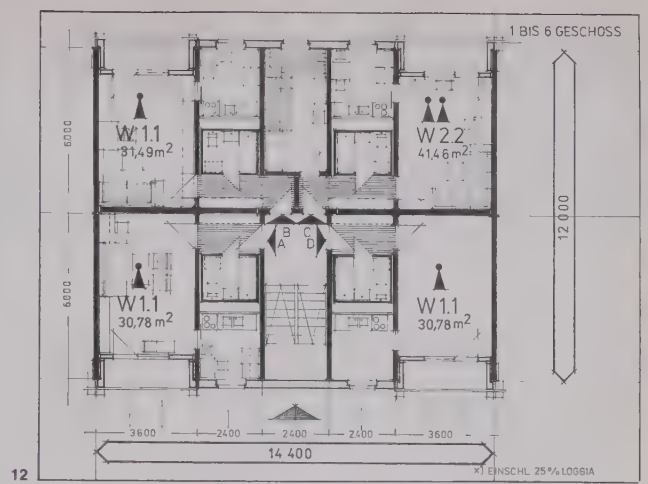 1 BIS 6 GESCHOSS
W 1.1
31,49 m²
W 2.2
41,46 m²
6000
12 000
B C
A D
6000
W 1.1
30,78 m²
W 1.1
30,78 m²
3600 2400 2400 2400 3600
14 400
12
x) EINSCHL. 25% LOGGIA